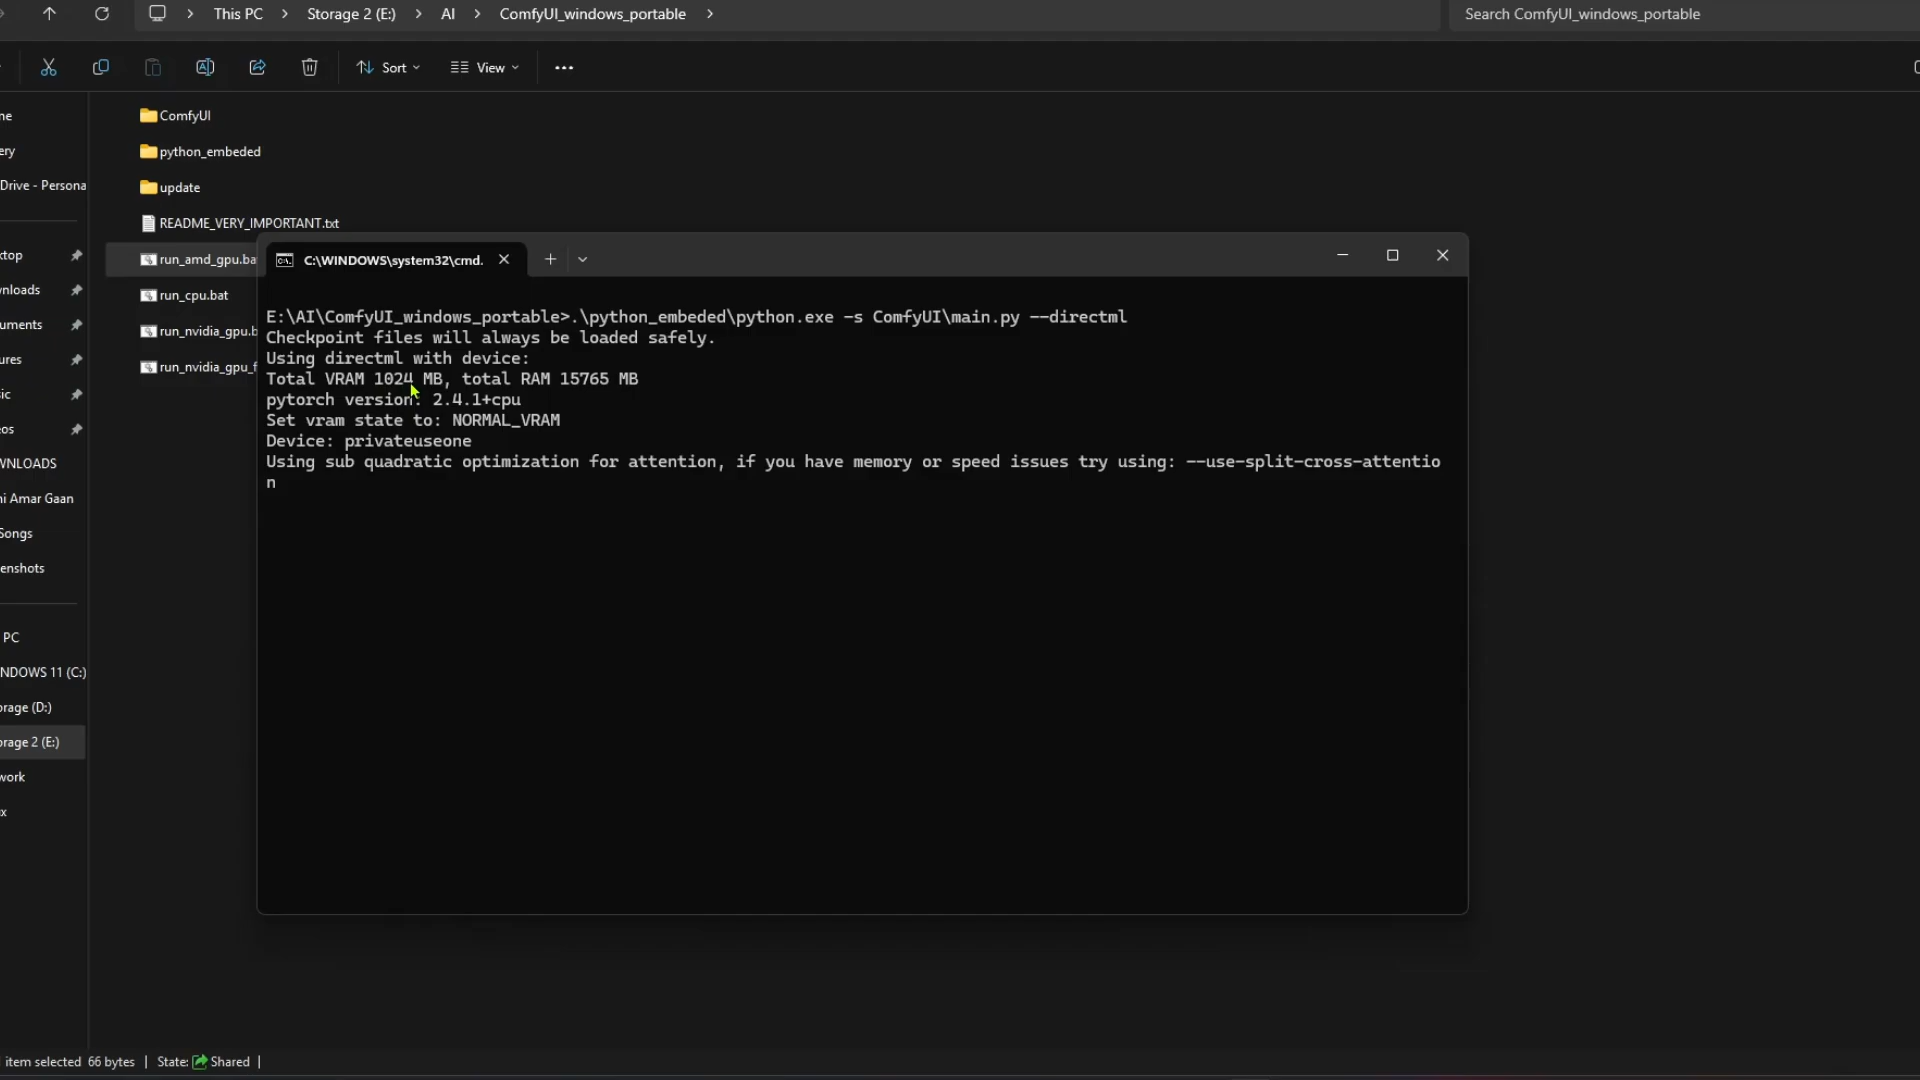 This PC > Storage 2 (E:) > AI > ComfyUI_windows_portable >
Search ComfyUI_windows_portable
Sort
View
ne
ery
Drive - Persona
ktop
vnloads
uments
ures
ic
os
WNLOADS
ni Amar Gaan
Songs
enshots
PC
NDOWS 11 (C:)
orage (D:)
orage 2 (E:)
work
x
ComfyUI
python_embeded
update
README_VERY_IMPORTANT.txt
run_amd_gpu.ba
run_cpu.bat
run_nvidia_gpu.b
run_nvidia_gpu_f
C:\WINDOWS\system32\cmd.
E:\AI\ComfyUI_windows_portable>.\python_embeded\python.exe -s ComfyUI\main.py --directml
Checkpoint files will always be loaded safely.
Using directml with device:
Total VRAM 1024 MB, total RAM 15765 MB
pytorch version: 2.4.1+cpu
Set vram state to: NORMAL_VRAM
Device: privateuseone
Using sub quadratic optimization for attention, if you have memory or speed issues try using: --use-split-cross-attentio
n
item selected 66 bytes | State: Shared |